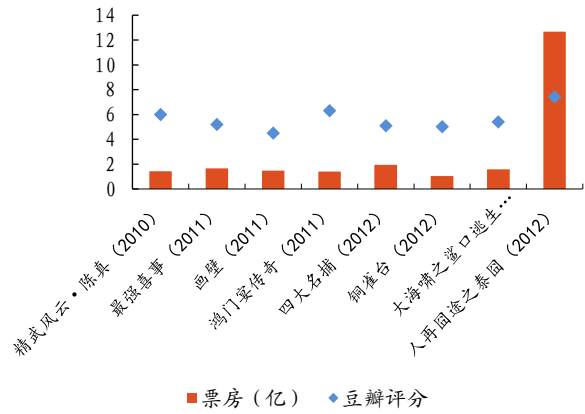 14
12
10
8
6
4
2
0
精武风云·陈真（2010）
最强喜事（2011）
画壁（2011）
鸿门宴传奇（2011）
四大名捕（2012）
铜雀台（2012）
大海啸之鲨口逃生…
人再囧途之泰囧（2012）
票房（亿）
豆瓣评分